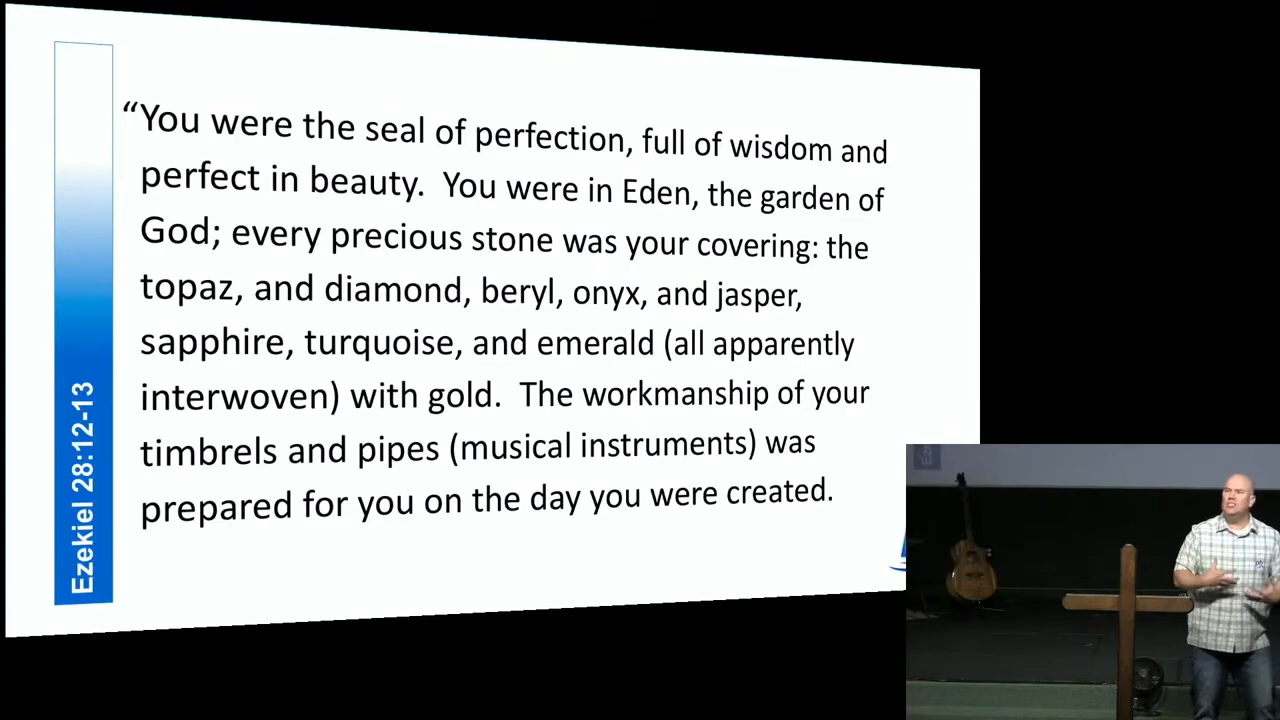 “You were the seal of perfection, full of wisdom and
perfect in beauty.  You were in Eden, the garden of
God; every precious stone was your covering: the
topaz, and diamond, beryl, onyx, and jasper,
sapphire, turquoise, and emerald (all apparently
interwoven) with gold.  The workmanship of your
timbrels and pipes (musical instruments) was
prepared for you on the day you were created.
Ezekiel 28:12-13